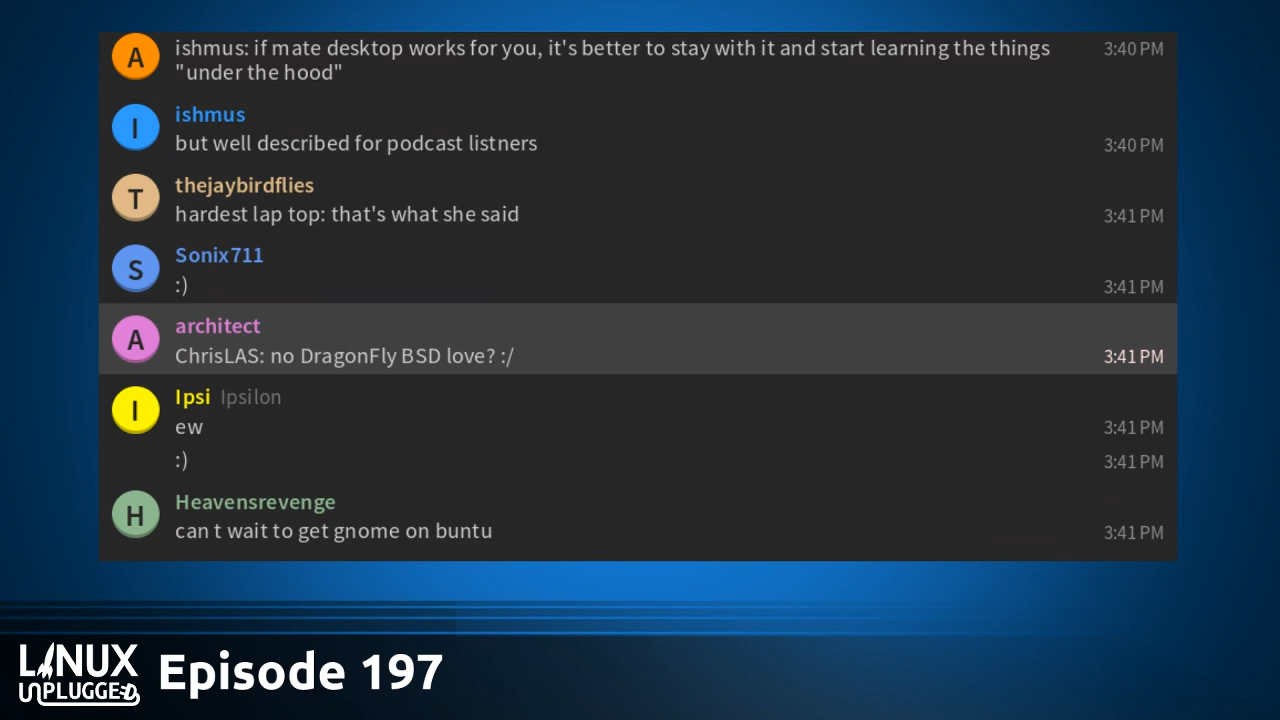 A
ishmus: if mate desktop works for you, it's better to stay with it and start learning the things
"under the hood"
3:40 PM
I
ishmus
but well described for podcast listners
3:40 PM
T
thejaybirdflies
hardest lap top: that's what she said
3:41 PM
S
Sonix711
:)
3:41 PM
A
architect
ChrisLAS: no DragonFly BSD love? :/
3:41 PM
I
Ipsi Ipsilon
ew
3:41 PM
:)
3:41 PM
H
Heavensrevenge
can t wait to get gnome on buntu
3:41 PM
LINUX
UNPLUGGED
Episode 197